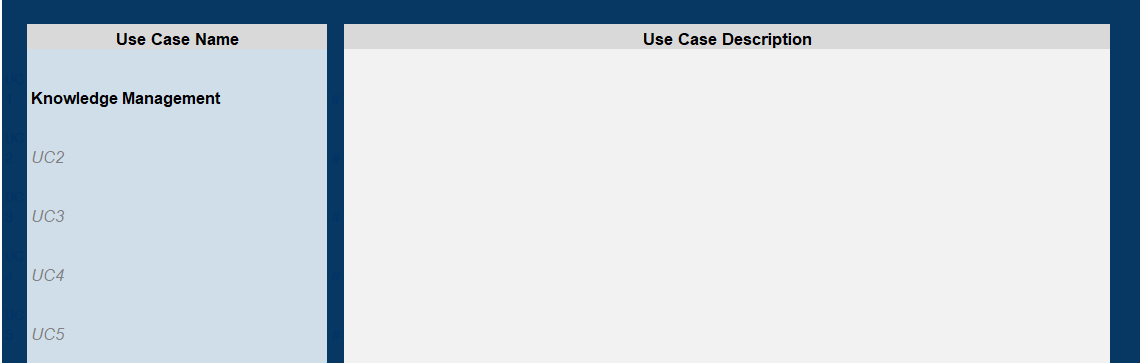 Use Case Name
Use Case Description
Knowledge Management
UC2
UC3
UC4
UC5